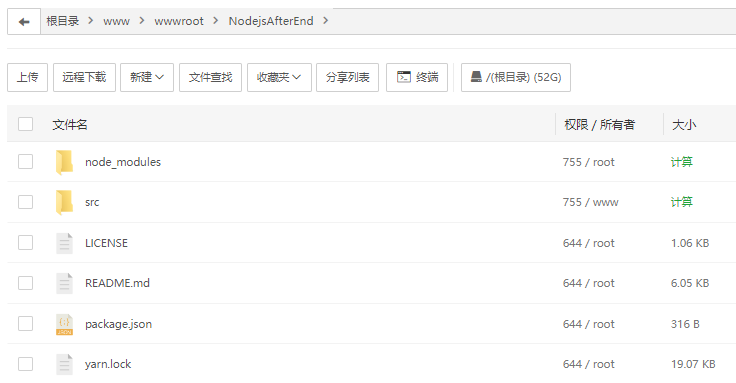 根目录 > www > wwwroot > NodejsAfterEnd >
上传 远程下载 新建 文件查找 收藏夹 分享列表 终端 /(根目录) (52G)
文件名 权限 / 所有者 大小
node_modules 755 / root 计算
src 755 / www 计算
LICENSE 644 / root 1.06 KB
README.md 644 / root 6.05 KB
package.json 644 / root 316 B
yarn.lock 644 / root 19.07 KB